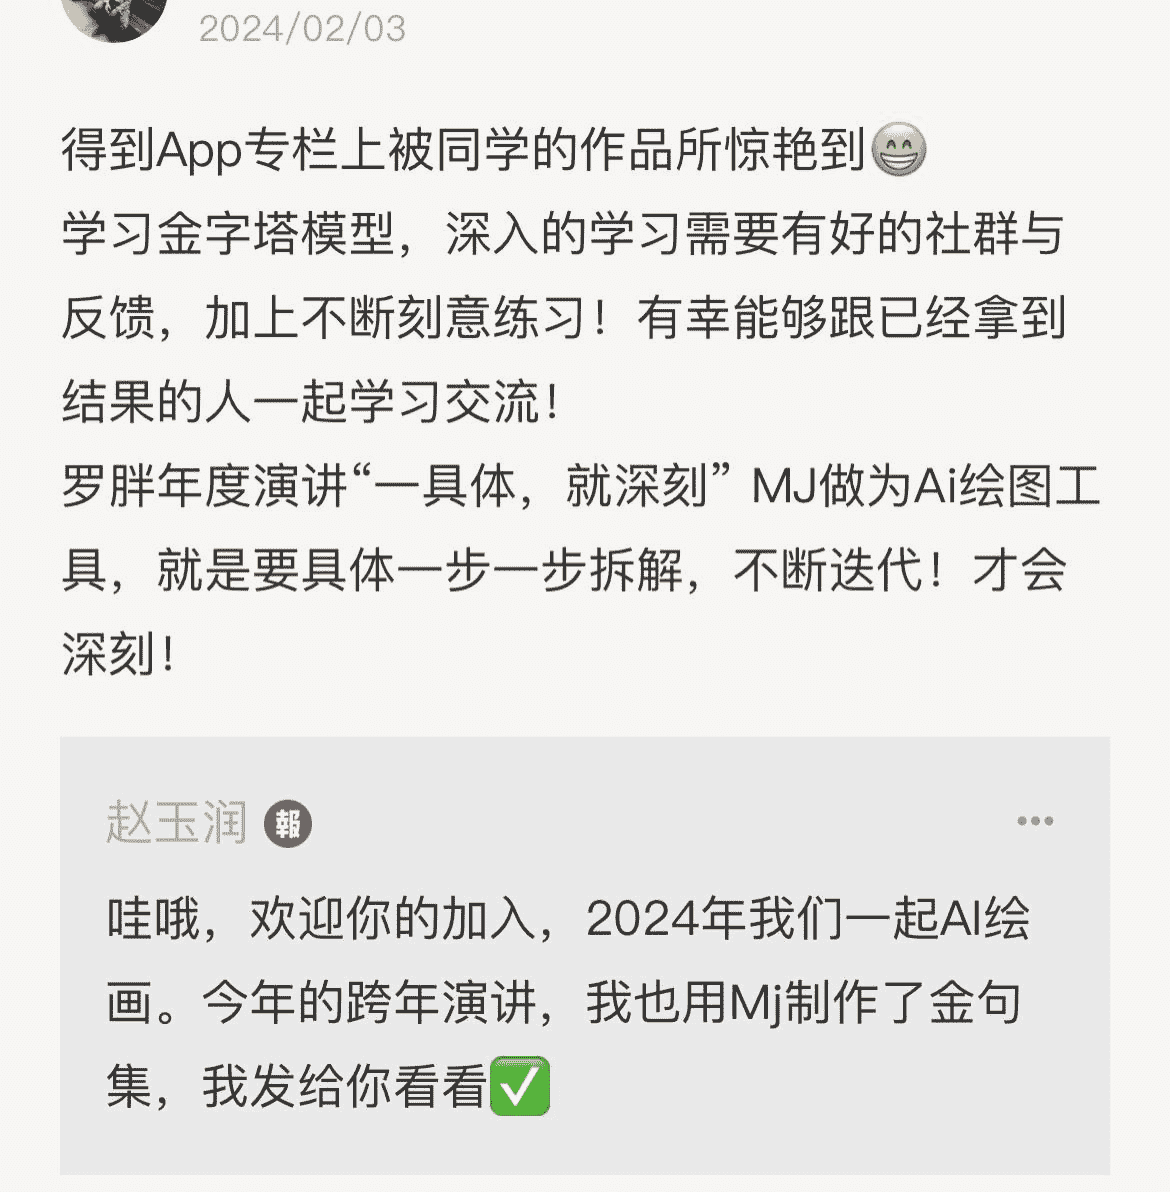 2024/02/03
得到App专栏上被同学的作品所惊艳到😁
学习金字塔模型，深入的学习需要有好的社群与
反馈，加上不断刻意练习！有幸能够跟已经拿到
结果的人一起学习交流！
罗胖年度演讲“一具体，就深刻” MJ做为Ai绘图工
具，就是要具体一步一步拆解，不断迭代！才会
深刻！
赵玉润 報
哇哦，欢迎你的加入，2024年我们一起AI绘
画。今年的跨年演讲，我也用Mj制作了金句
集，我发给你看看✅